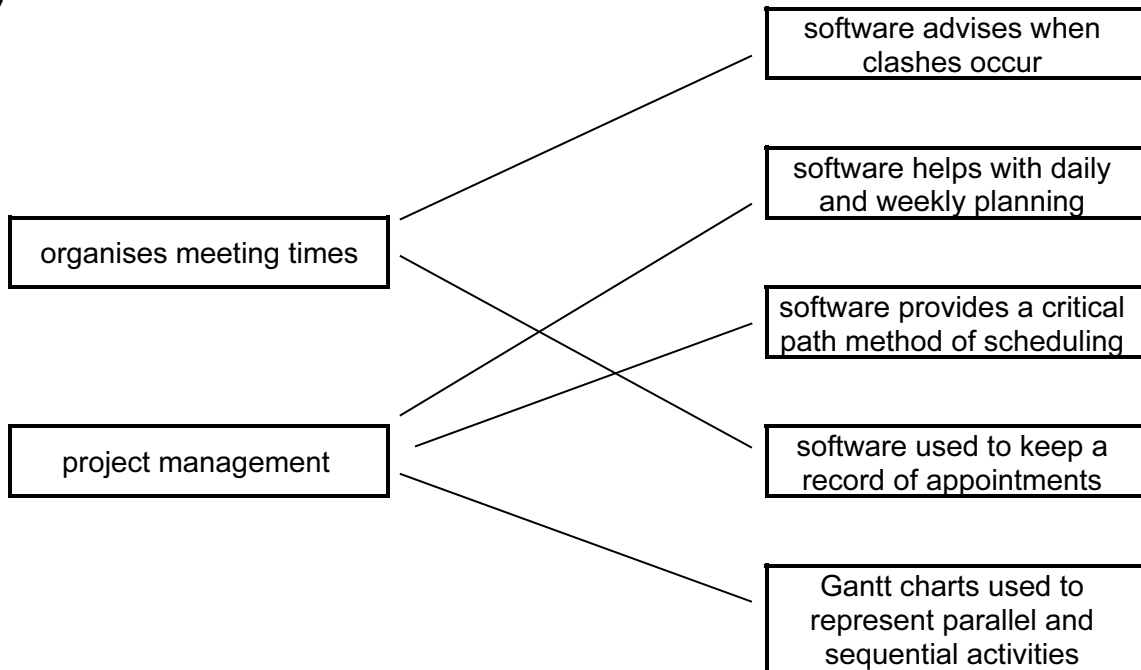 software advises when
clashes occur
software helps with daily
and weekly planning
organises meeting times
software provides a critical
path method of scheduling
project management
software used to keep a
record of appointments
Gantt charts used to
represent parallel and
sequential activities